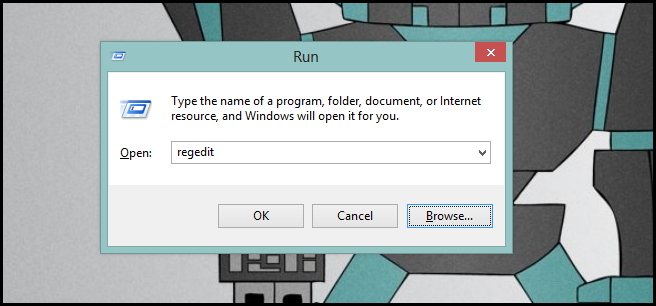 Run
Type the name of a program, folder, document, or Internet
resource, and Windows will open it for you.
Open: regedit
OK Cancel Browse...